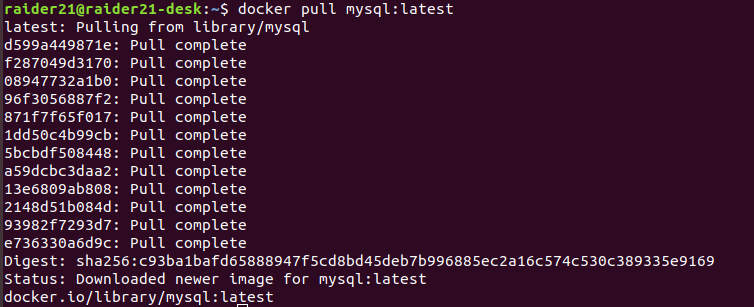 raider21@raider21-desk:~$ docker pull mysql:latest
latest: Pulling from library/mysql
d599a449871e: Pull complete
f287049d3170: Pull complete
08947732a1b0: Pull complete
96f3056887f2: Pull complete
871f7f65f017: Pull complete
1dd50c4b99cb: Pull complete
5bcbdf508448: Pull complete
a59dcbc3daa2: Pull complete
13e6809ab808: Pull complete
2148d51b084d: Pull complete
93982f7293d7: Pull complete
e736330a6d9c: Pull complete
Digest: sha256:c93ba1bafd65888947f5cd8bd45deb7b996885ec2a16c574c530c389335e9169
Status: Downloaded newer image for mysql:latest
docker.io/library/mysql:latest